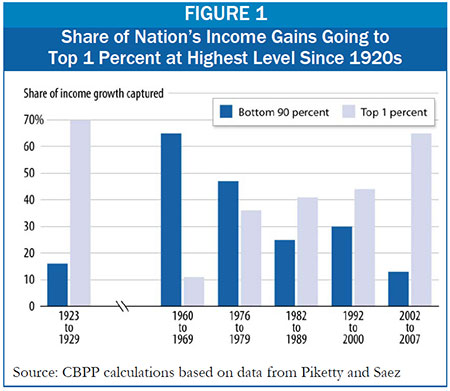 FIGURE 1
Share of Nation's Income Gains Going to
Top 1 Percent at Highest Level Since 1920s
Share of income growth captured
Bottom 90 percent
Top 1 percent
70%
60
50
40
30
20
10
0
1923 1960 1976 1982 1992 2002
to to to to to to
1929 1969 1979 1989 2000 2007
Source: CBPP calculations based on data from Piketty and Saez